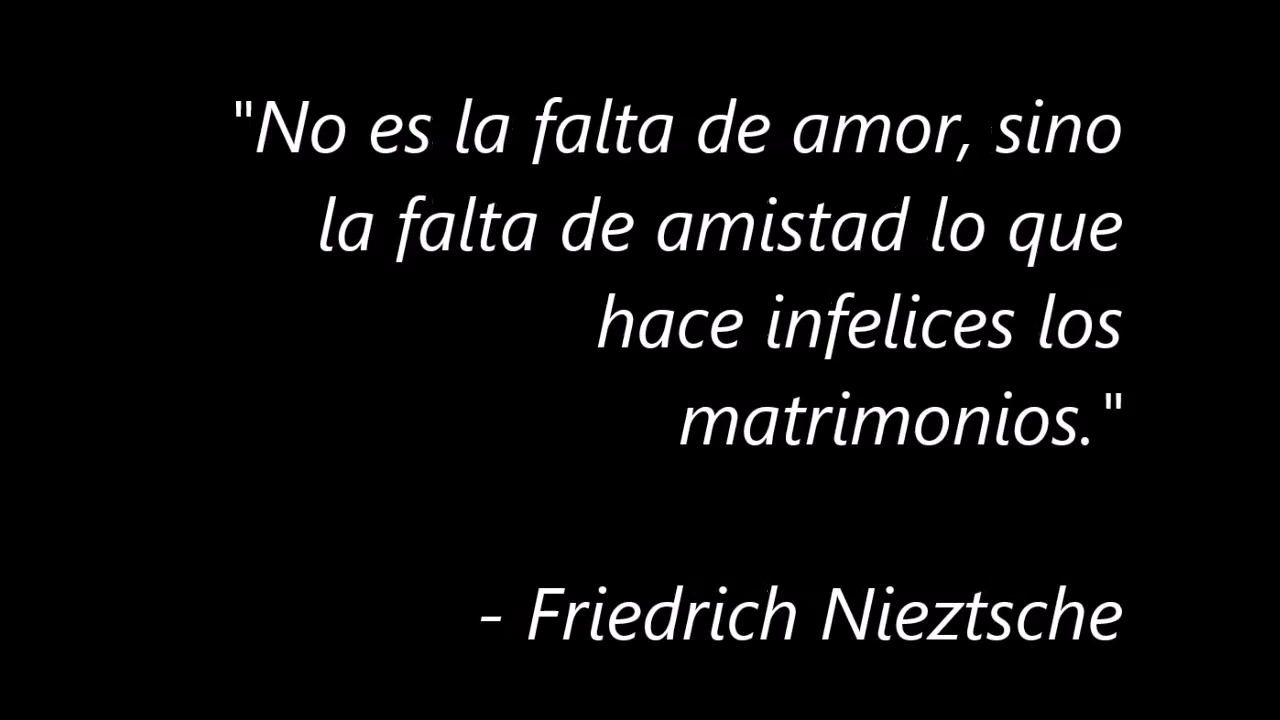 "No es la falta de amor, sino
la falta de amistad lo que
hace infelices los
matrimonios."
- Friedrich Nieztsche